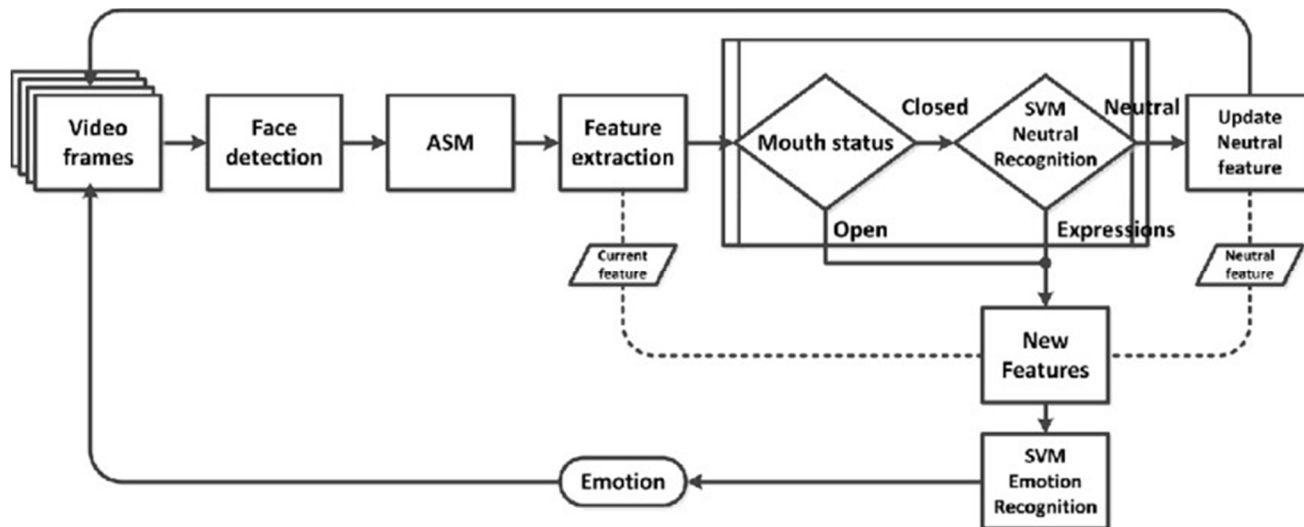 Video
frames
Face
detection
ASM
Feature
extraction
Mouth status
Closed
SVM
Neutral
Recognition
Neutral
Update
Neutral
feature
Open
Expressions
Current
feature
Neutral
feature
New
Features
SVM
Emotion
Recognition
Emotion